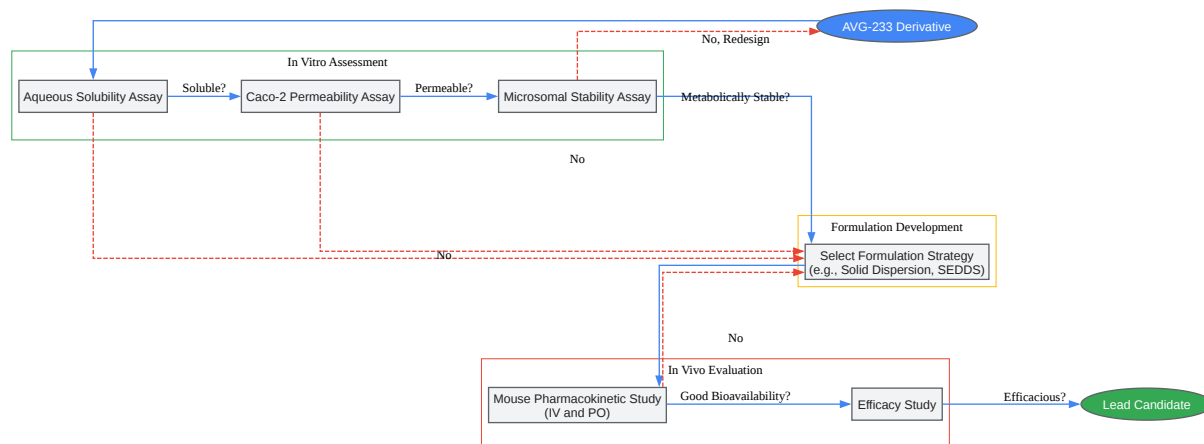 AVG-233 Derivative
No, Redesign
In Vitro Assessment
Aqueous Solubility Assay
Soluble?
Caco-2 Permeability Assay
Permeable?
Microsomal Stability Assay
Metabolically Stable?
No
Formulation Development
No
Select Formulation Strategy
(e.g., Solid Dispersion, SEDDS)
No
In Vivo Evaluation
Mouse Pharmacokinetic Study
(IV and PO)
Good Bioavailability?
Efficacy Study
Efficacious?
Lead Candidate